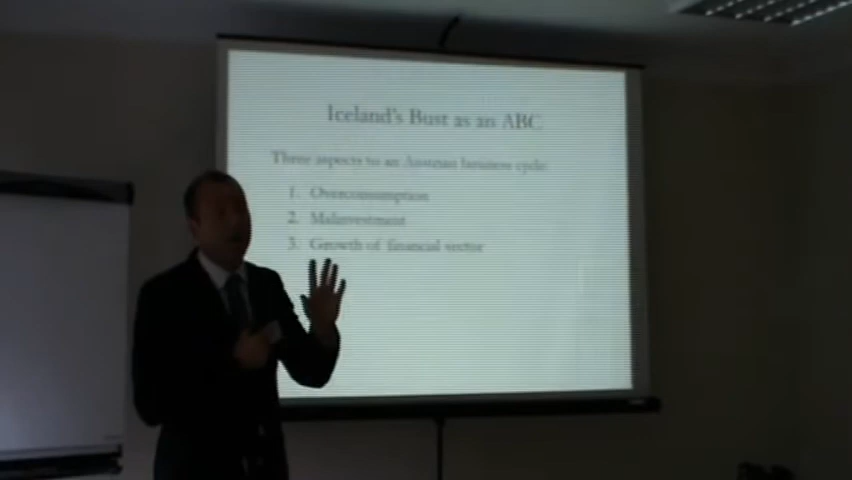 Iceland's Bust as an ABC
Three aspects to an Austrian business cycle:
1. Overconsumption
2. Malinvestment
3. Growth of financial sector